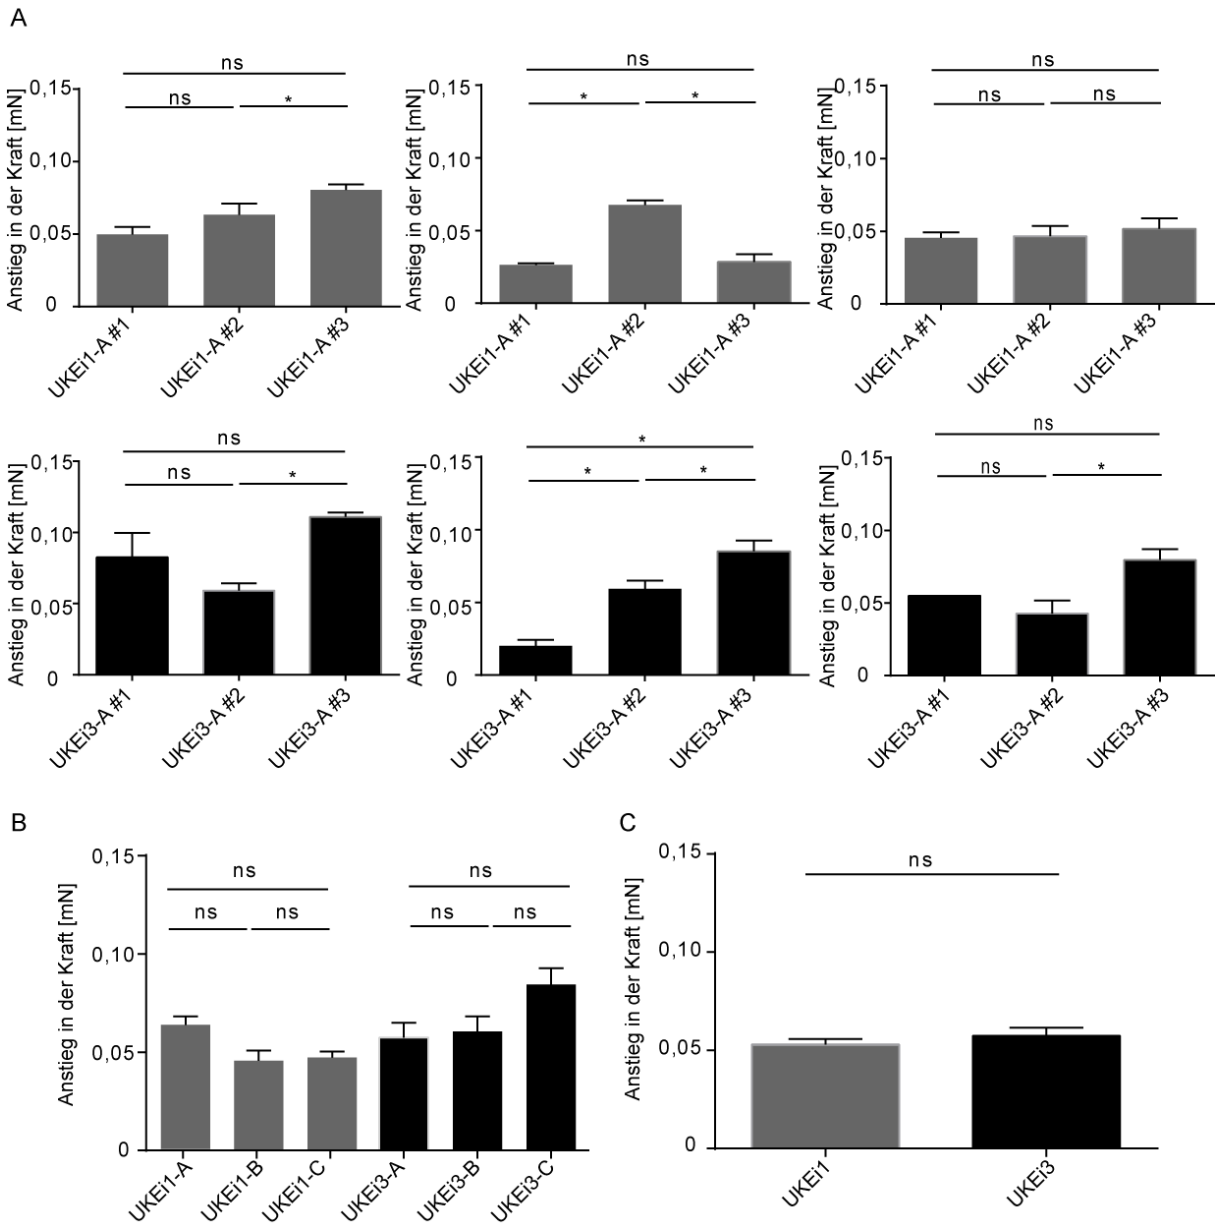 A
Anstieg in der Kraft [mN]
0,15
0,10
0,05
0
ns
ns
*
UKEi1-A #1
UKEi1-A #2
UKEi1-A #3
Anstieg in der Kraft [mN]
0,15
0,10
0,05
0
ns
*
*
UKEi1-A #1
UKEi1-A #2
UKEi1-A #3
Anstieg in der Kraft [mN]
0,15
0,10
0,05
0
ns
ns
ns
UKEi1-A #1
UKEi1-A #2
UKEi1-A #3
Anstieg in der Kraft [mN]
0,15
0,10
0,05
0
ns
ns
*
UKEi3-A #1
UKEi3-A #2
UKEi3-A #3
Anstieg in der Kraft [mN]
0,15
0,10
0,05
0
*
*
*
UKEi3-A #1
UKEi3-A #2
UKEi3-A #3
Anstieg in der Kraft [mN]
0,15
0,10
0,05
0
ns
ns
*
UKEi3-A #1
UKEi3-A #2
UKEi3-A #3
B
Anstieg in der Kraft [mN]
0,15
0,10
0,05
0
ns
ns
ns
ns
ns
ns
UKEi1-A
UKEi1-B
UKEi1-C
UKEi3-A
UKEi3-B
UKEi3-C
C
Anstieg in der Kraft [mN]
0,15
0,10
0,05
0
ns
UKEi1
UKEi3